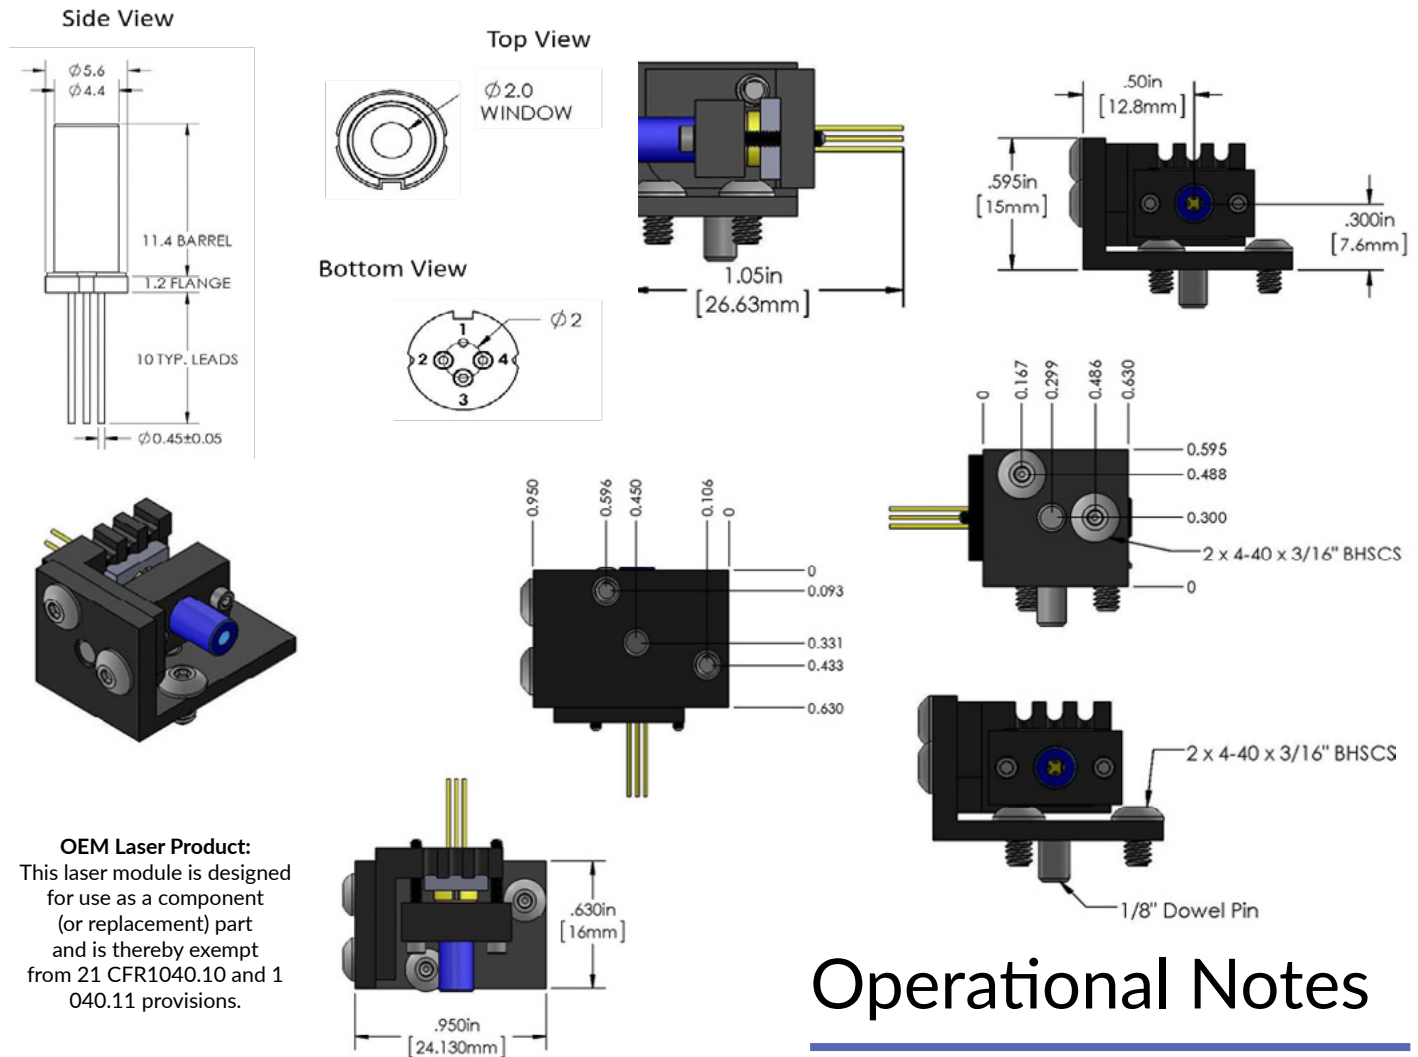 Side View
Ø5.6
Ø4.4
11.4 BARREL
1.2 FLANGE
10 TYP. LEADS
Ø0.45±0.05
Top View
Ø2.0
WINDOW
Bottom View
Ø2
1
2
4
3
1.05in
[26.63mm]
.50in
[12.8mm]
.595in
[15mm]
.300in
[7.6mm]
0
0.167
0.299
0.486
0.630
0.595
0.488
0.300
2 x 4-40 x 3/16" BHSCS
0
0.950
0.596
0.450
0.106
0
0
0.093
0.331
0.433
0.630
2 x 4-40 x 3/16" BHSCS
1/8" Dowel Pin
OEM Laser Product:
This laser module is designed
for use as a component
(or replacement) part
and is thereby exempt
from 21 CFR1040.10 and 1
040.11 provisions.
.630in
[16mm]
.950in
[24.130mm]
Operational Notes